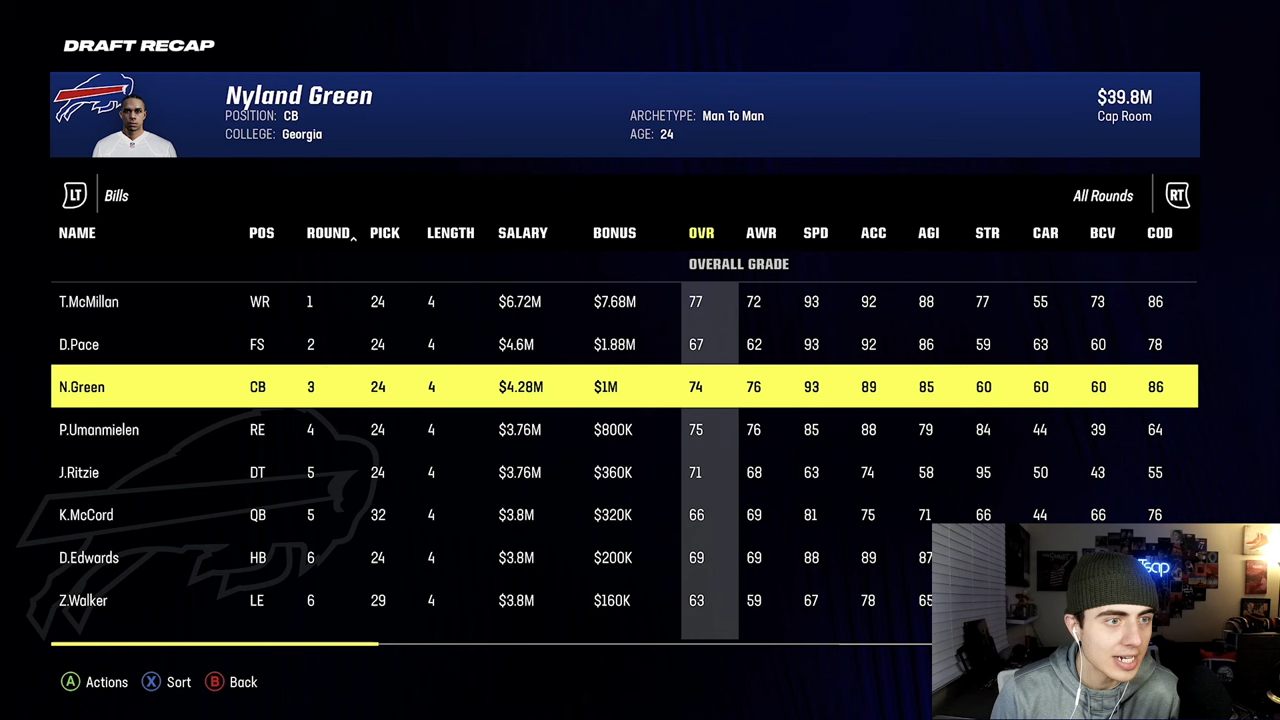 DRAFT RECAP
Nyland Green
POSITION: CB
COLLEGE: Georgia
ARCHETYPE: Man To Man
AGE: 24
$39.8M
Cap Room
LT Bills All Rounds RT
NAME POS ROUND PICK LENGTH SALARY BONUS OVR AWR SPD ACC AGI STR CAR BCV COD
OVERALL GRADE
T.McMillan WR 1 24 4 $6.72M $7.68M 77 72 93 92 88 77 55 73 86
D.Pace FS 2 24 4 $4.6M $1.88M 67 62 93 92 86 59 63 60 78
N.Green CB 3 24 4 $4.28M $1M 74 76 93 89 85 60 60 60 86
P.Umanmielen RE 4 24 4 $3.76M $800K 75 76 85 88 79 84 44 39 64
J.Ritzie DT 5 24 4 $3.76M $360K 71 68 63 74 58 95 50 43 55
K.McCord QB 5 32 4 $3.8M $320K 66 69 81 75 71 66 44 66 76
D.Edwards HB 6 24 4 $3.8M $200K 69 69 88 89 87
Z.Walker LE 6 29 4 $3.8M $160K 63 59 67 78 65
A Actions X Sort B Back